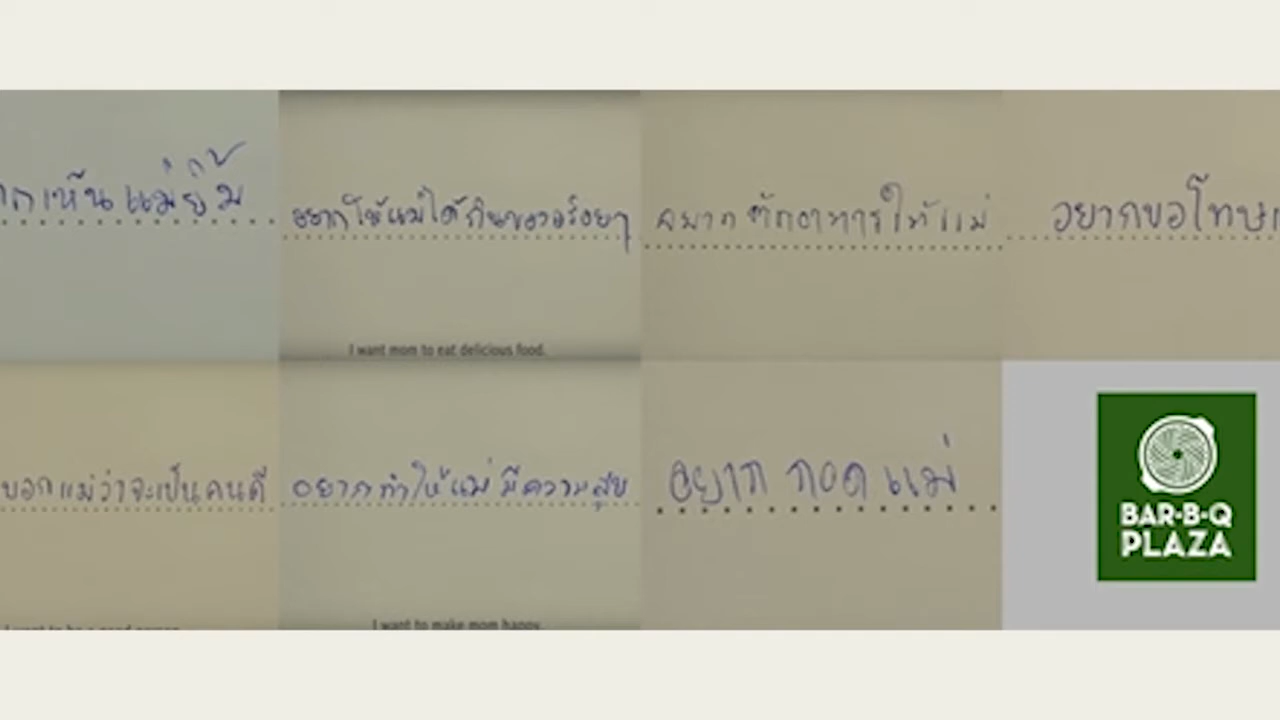 เห็นแม่ยิ้ม
อยากให้แม่ได้กินของอร่อยๆ
I want mom to eat delicious food.
อยากตักอาหารให้แม่
อยากขอโทษ
บอกแม่ว่าจะเป็นคนดี
อยากทำให้แม่มีความสุข
I want to make mom happy.
อยากกอดแม่
BAR-B-Q
PLAZA